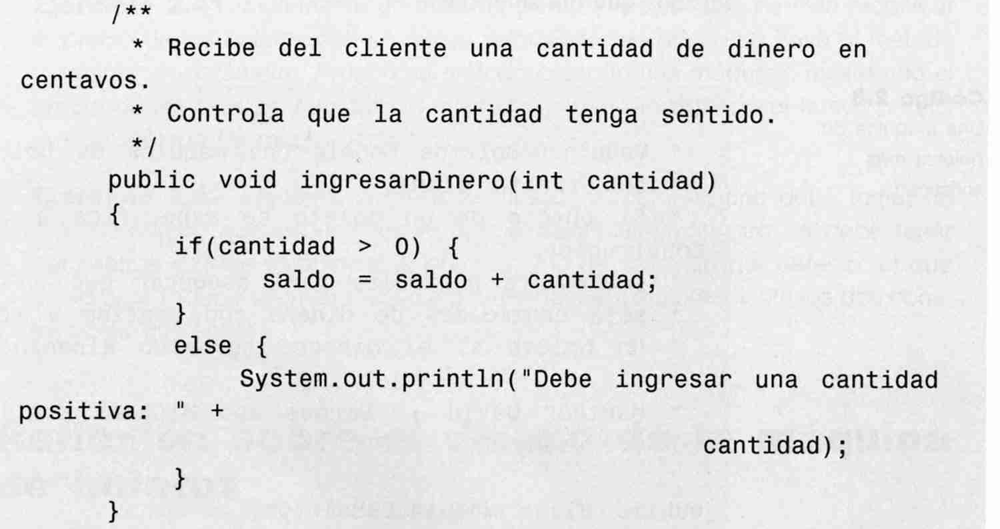 /**
* Recibe del cliente una cantidad de dinero en
centavos.
* Controla que la cantidad tenga sentido.
*/
public void ingresarDinero(int cantidad)
{
if(cantidad > 0) {
saldo = saldo + cantidad;
}
else {
System.out.println("Debe ingresar una cantidad
positiva: " +
cantidad);
}
}